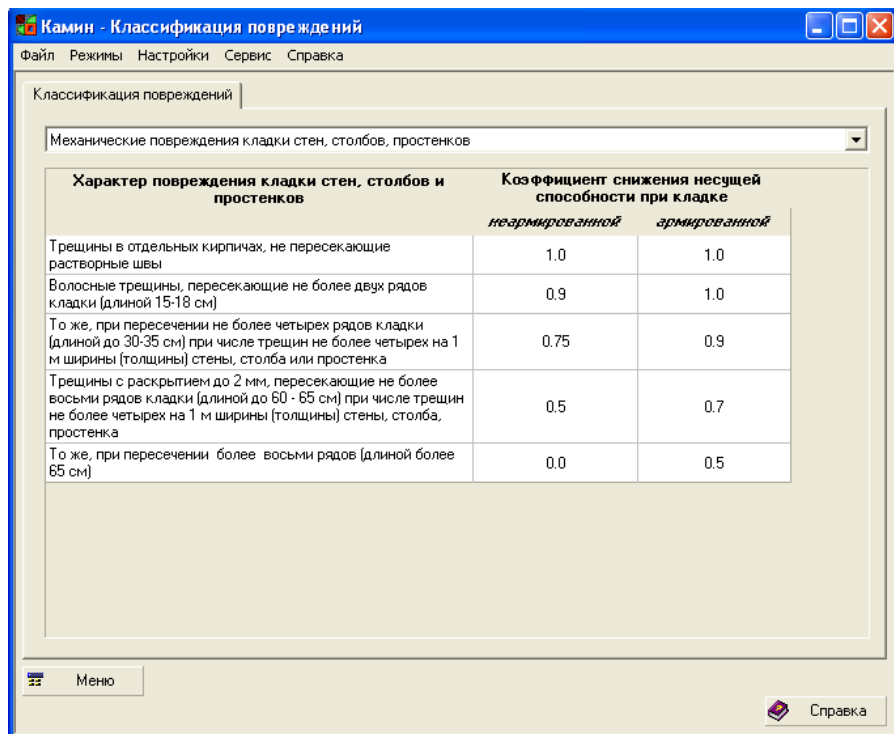 Камин - Классификация повреждений
Файл Режимы Настройки Сервис Справка
Классификация повреждений
Механические повреждения кладки стен, столбов, простенков
Характер повреждения кладки стен, столбов и
простенков
Коэффициент снижения несущей
способности при кладке
неармированной армированной
Трещины в отдельных кирпичах, не пересекающие
растворные швы
1.0 1.0
Волосные трещины, пересекающие не более двух рядов
кладки (длиной 15-18 см)
0.9 1.0
То же, при пересечении не более четырех рядов кладки
(длиной до 30-35 см) при числе трещин не более четырех на 1
м ширины (толщины) стены, столба или простенка
0.75 0.9
Трещины с раскрытием до 2 мм, пересекающие не более
восьми рядов кладки (длиной до 60 - 65 см) при числе трещин
не более четырех на 1 м ширины (толщины) стены, столба,
простенка
0.5 0.7
То же, при пересечении более восьми рядов (длиной более
65 см)
0.0 0.5
Меню
Справка